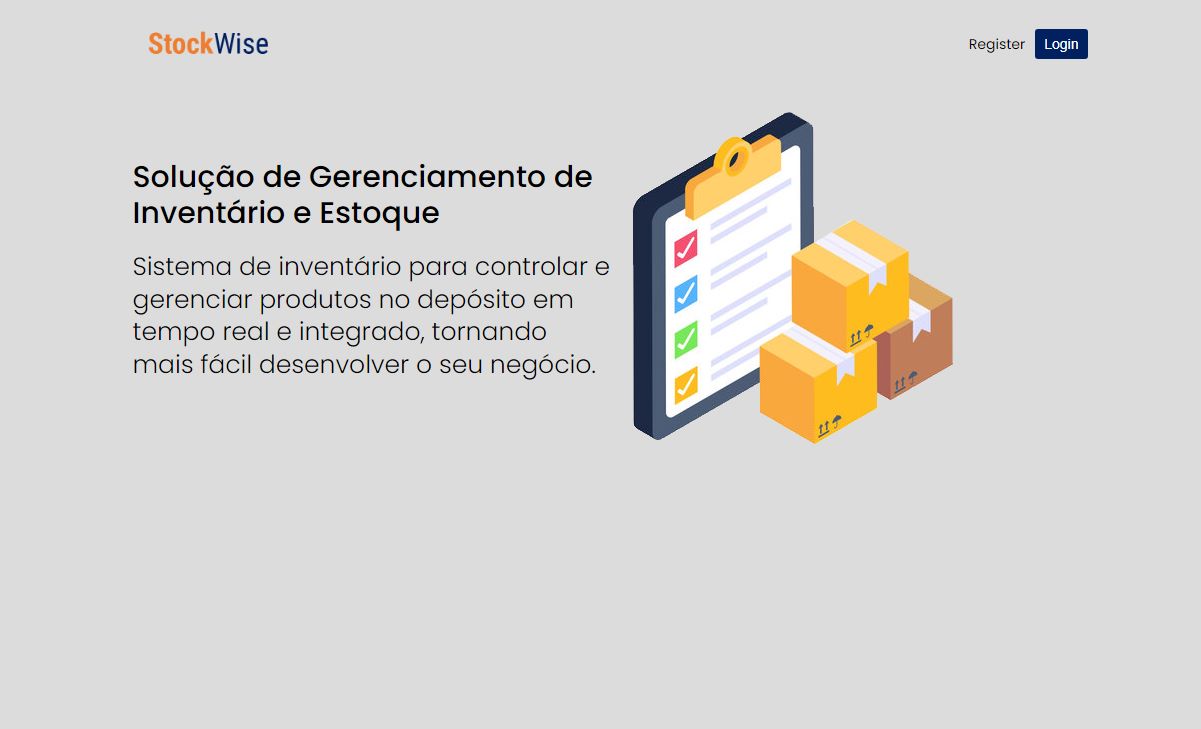 StockWise
Register
Login
Solução de Gerenciamento de
Inventário e Estoque
Sistema de inventário para controlar e
gerenciar produtos no depósito em
tempo real e integrado, tornando
mais fácil desenvolver o seu negócio.